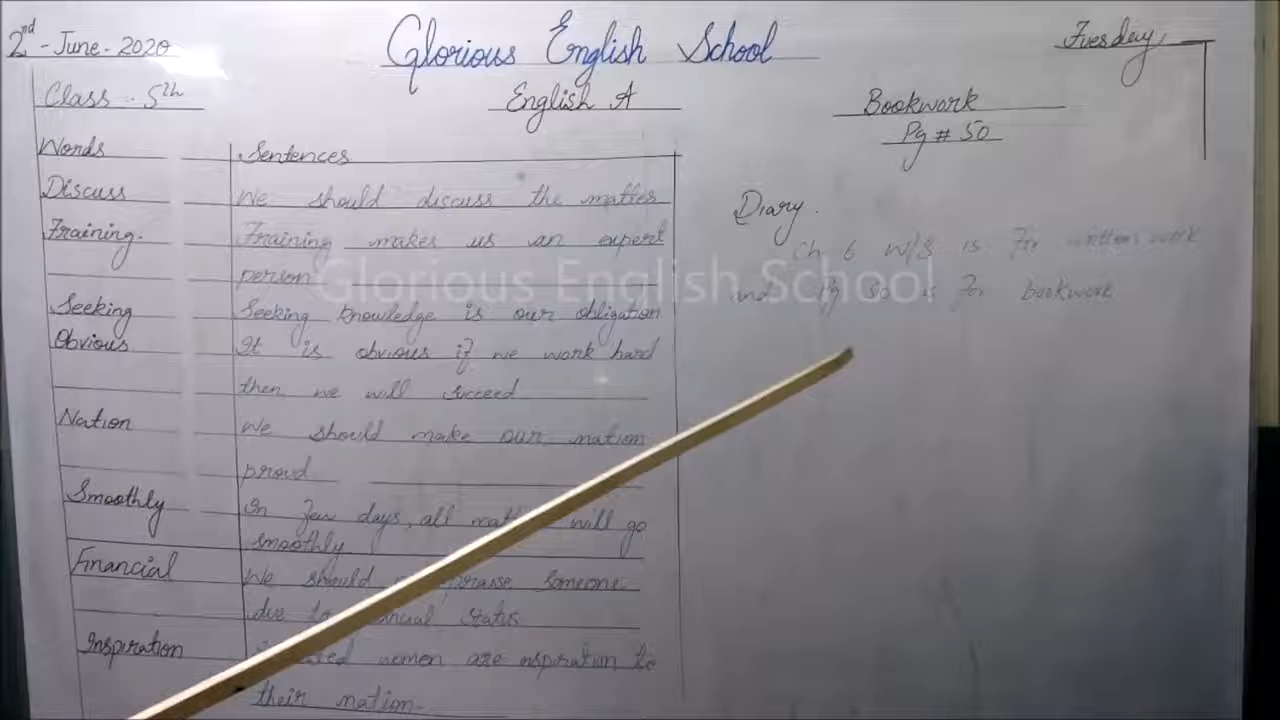 2nd - June - 2020
Glorious English School
Tuesday,
Class :- 5th
English A
Bookwork
Pg # 50
Words
Sentences
Discuss
We should discuss the matter
Training.
Training makes us an expert
person
Seeking
Seeking knowledge is our obligation
Obvious
It is obvious if we work hard
then we will succeed
Nation
We should make our nation
proud
Smoothly
In few days, all will go
smoothly
Financial
We should someone
due to status
Inspiration
women are inspiration to
their nation.
Diary.
Ch 6 W/S is for written work
and Pg 50 is for bookwork
Glorious English School